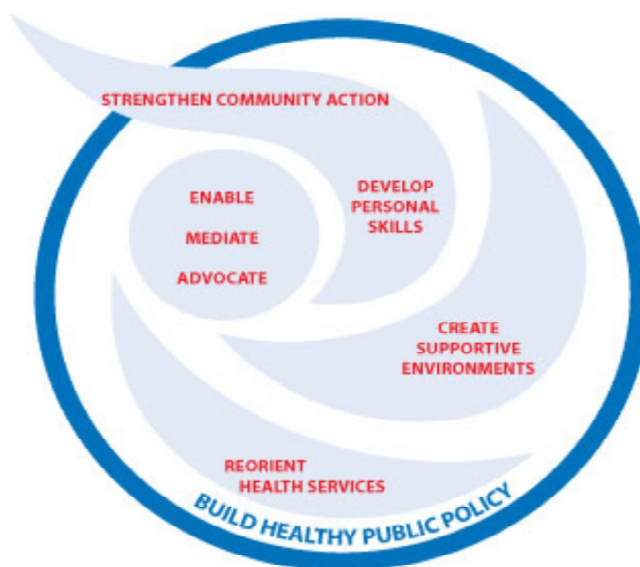 STRENGTHEN COMMUNITY ACTION
ENABLE
MEDIATE
ADVOCATE
DEVELOP
PERSONAL
SKILLS
CREATE
SUPPORTIVE
ENVIRONMENTS
REORIENT
HEALTH SERVICES
BUILD HEALTHY PUBLIC POLICY